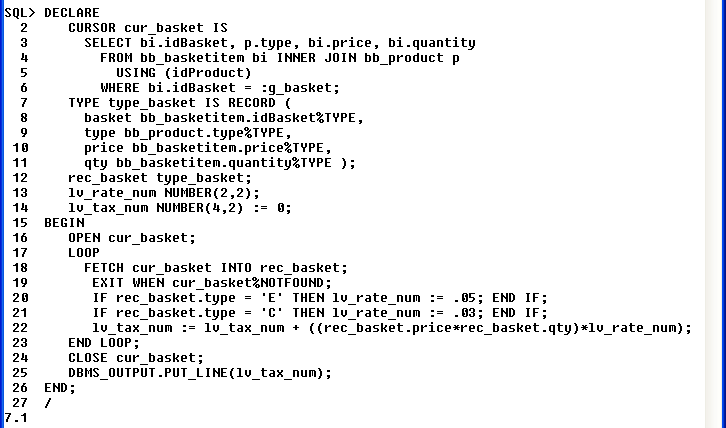 SQL> DECLARE
  2     CURSOR cur_basket IS
  3       SELECT bi.idBasket, p.type, bi.price, bi.quantity
  4         FROM bb_basketitem bi INNER JOIN bb_product p
  5           USING (idProduct)
  6         WHERE bi.idBasket = :g_basket;
  7     TYPE type_basket IS RECORD (
  8       basket bb_basketitem.idBasket%TYPE,
  9       type bb_product.type%TYPE,
 10       price bb_basketitem.price%TYPE,
 11       qty bb_basketitem.quantity%TYPE );
 12     rec_basket type_basket;
 13     lv_rate_num NUMBER(2,2);
 14     lv_tax_num NUMBER(4,2) := 0;
 15  BEGIN
 16     OPEN cur_basket;
 17     LOOP
 18       FETCH cur_basket INTO rec_basket;
 19        EXIT WHEN cur_basket%NOTFOUND;
 20        IF rec_basket.type = 'E' THEN lv_rate_num := .05; END IF;
 21        IF rec_basket.type = 'C' THEN lv_rate_num := .03; END IF;
 22        lv_tax_num := lv_tax_num + ((rec_basket.price*rec_basket.qty)*lv_rate_num);
 23     END LOOP;
 24     CLOSE cur_basket;
 25     DBMS_OUTPUT.PUT_LINE(lv_tax_num);
 26  END;
 27  /
7.1